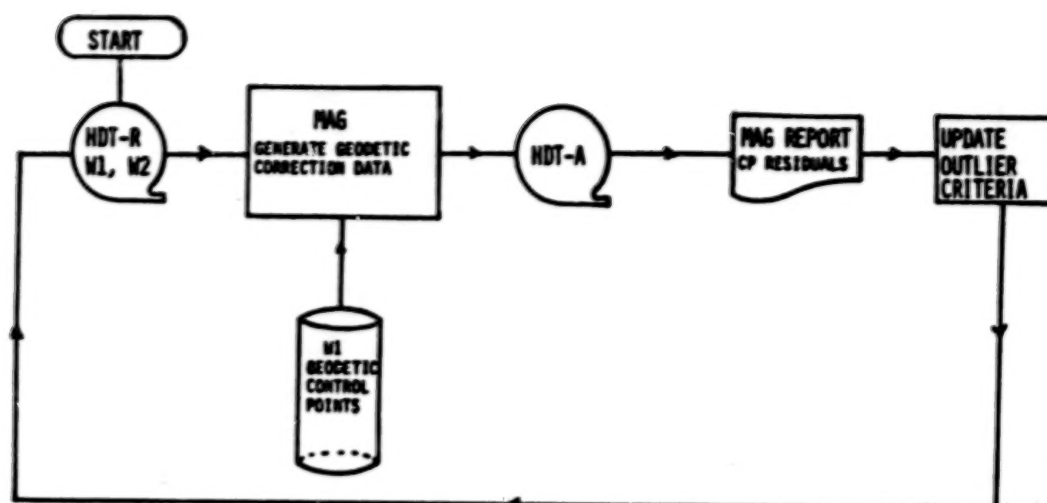 START
HDT-R
W1, W2
MAG
GENERATE GEODETIC
CORRECTION DATA
HDT-A
MAG REPORT
CP RESIDUALS
UPDATE
OUTLIER
CRITERIA
W1
GEODETIC
CONTROL
POINTS